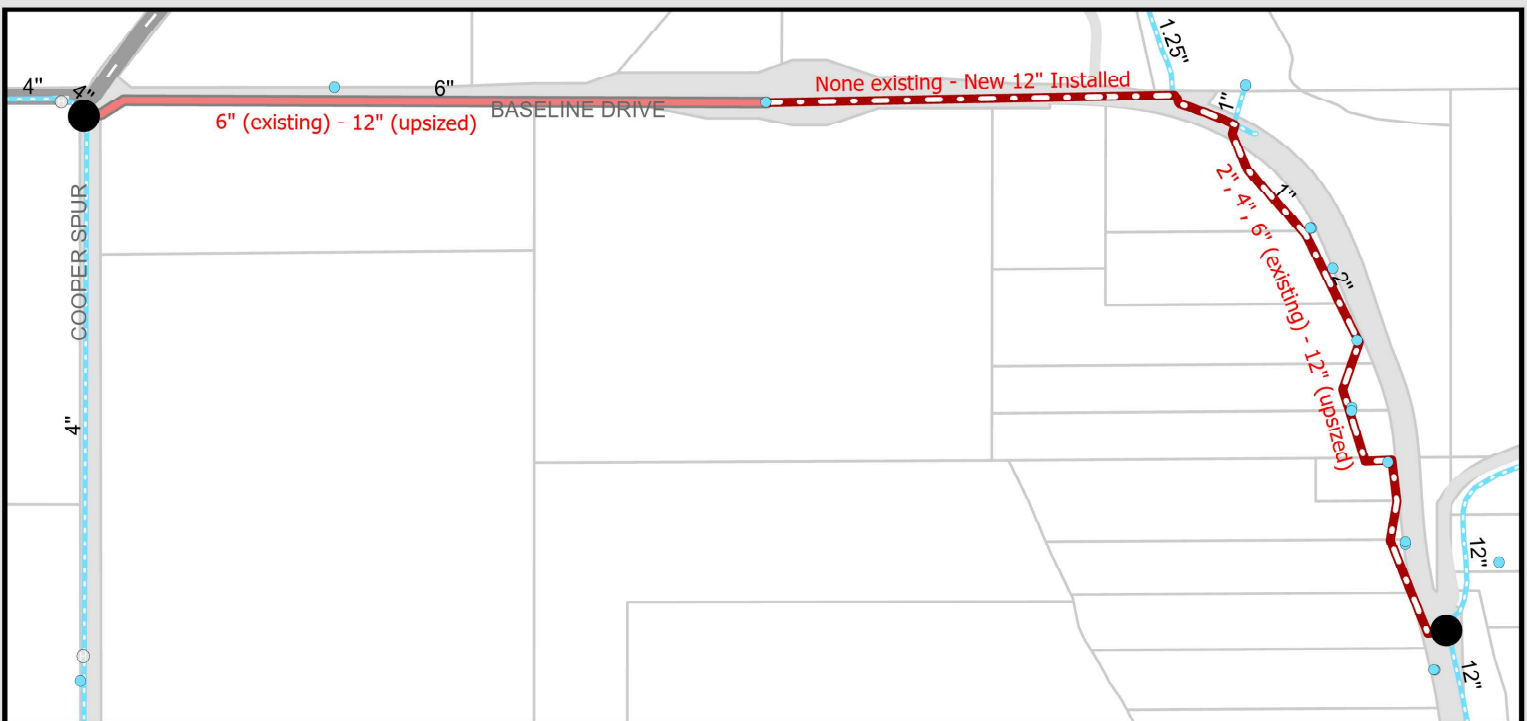 4"
4"
6"
BASELINE DRIVE
6" (existing) - 12" (upsized)
None existing - New 12" Installed
1.25"
1"
1"
2"
2", 4", 6" (existing) - 12" (upsized)
COOPER SPUR
4"
12"
12"